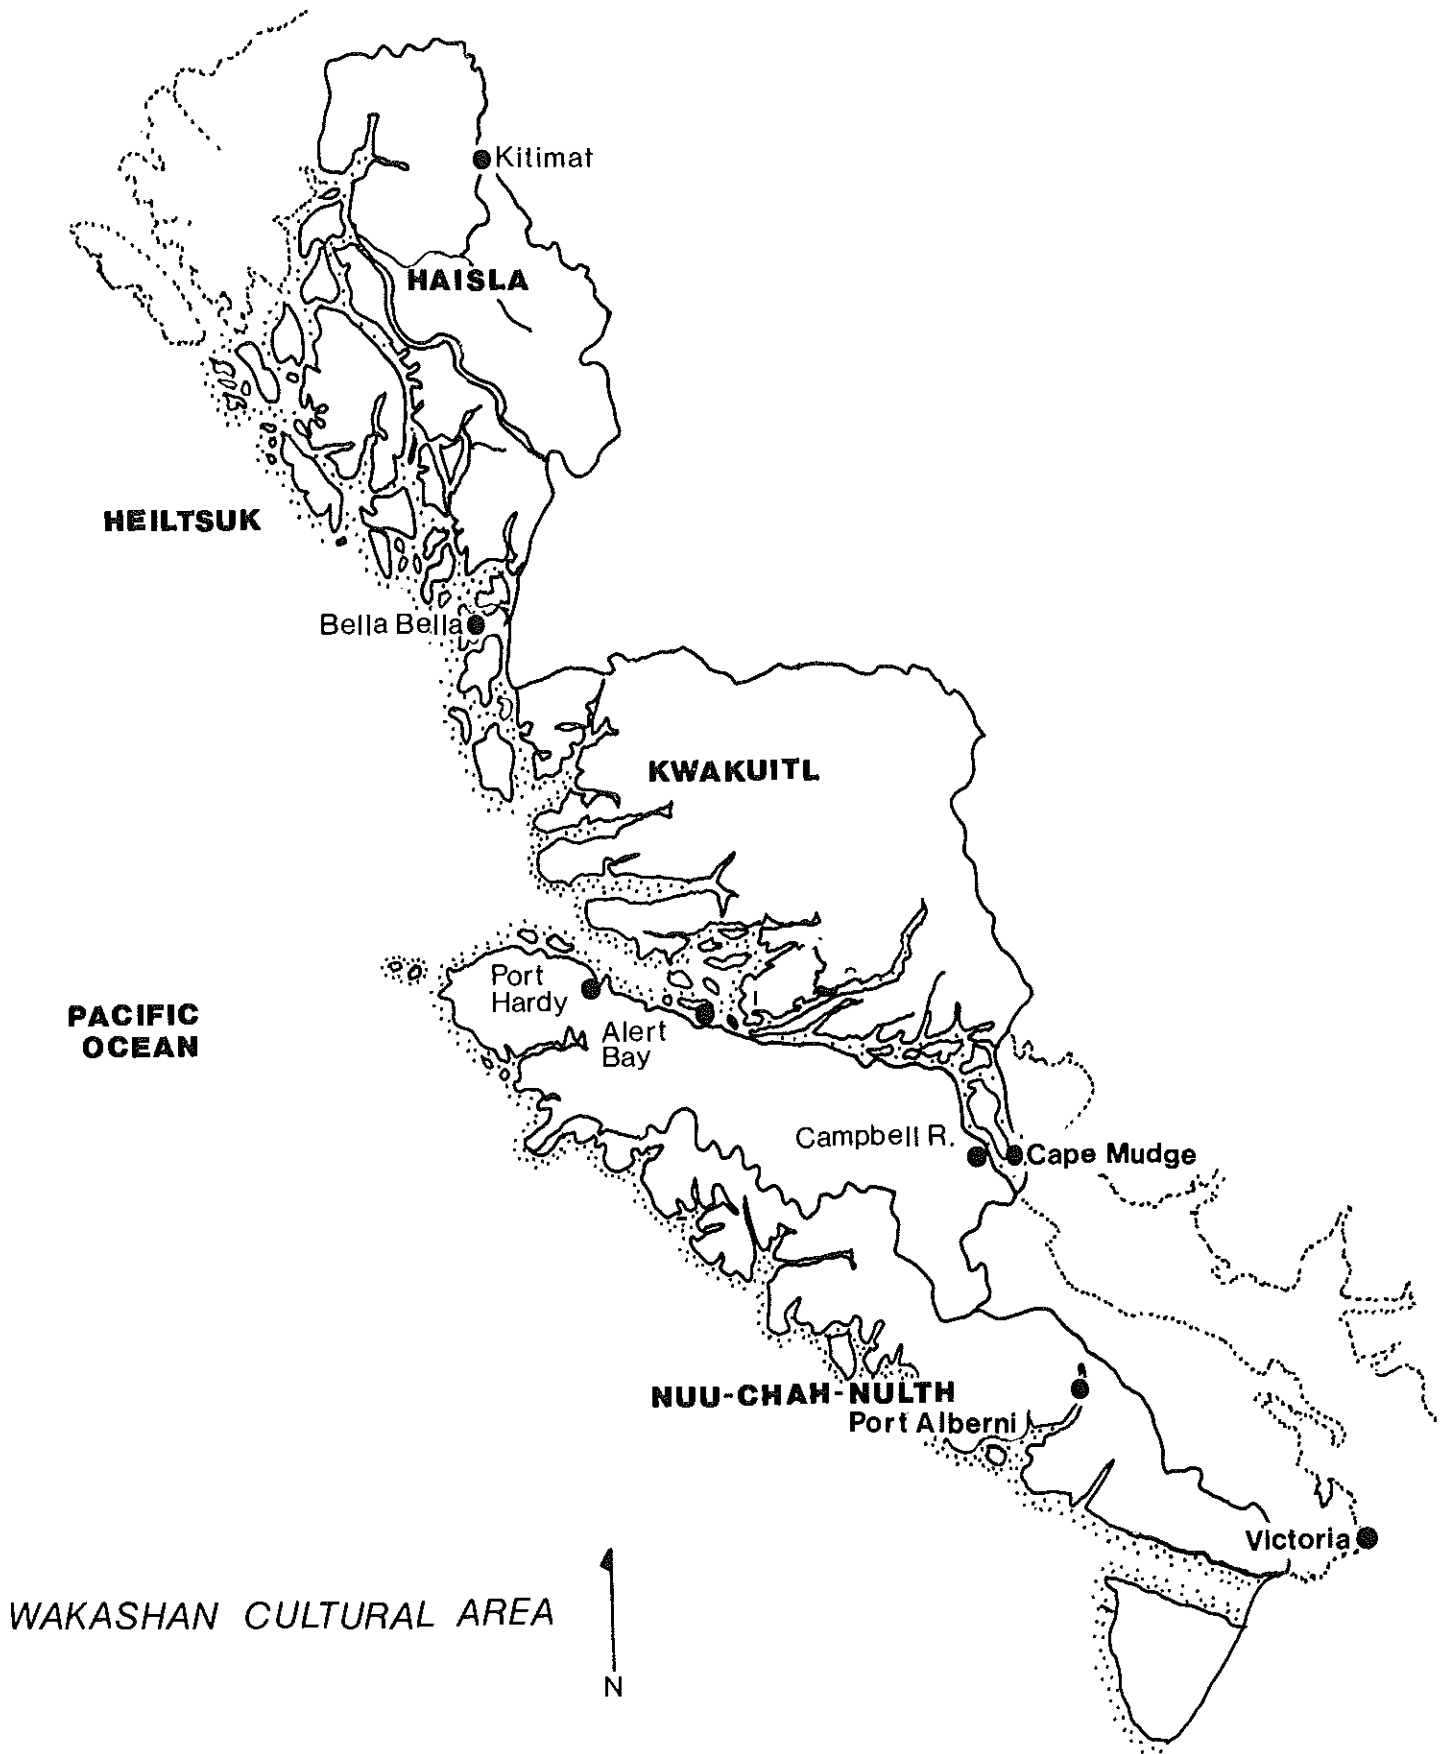 Kitimat
HAISLA
HEILTSUK
Bella Bella
KWAKUITL
Port
Hardy
PACIFIC
OCEAN
Alert
Bay
Campbell R.
Cape Mudge
NUU-CHAH-NULTH
Port Alberni
Victoria
WAKASHAN CULTURAL AREA
N